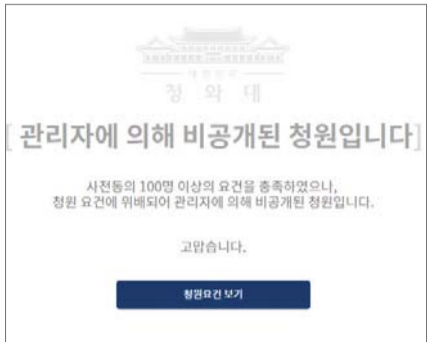 대한민국
청와대
[ 관리자에 의해 비공개된 청원입니다]
사전동의 100명 이상의 요건을 충족하였으나,
청원 요건에 위배되어 관리자에 의해 비공개된 청원입니다.
고맙습니다.
청원요건 보기